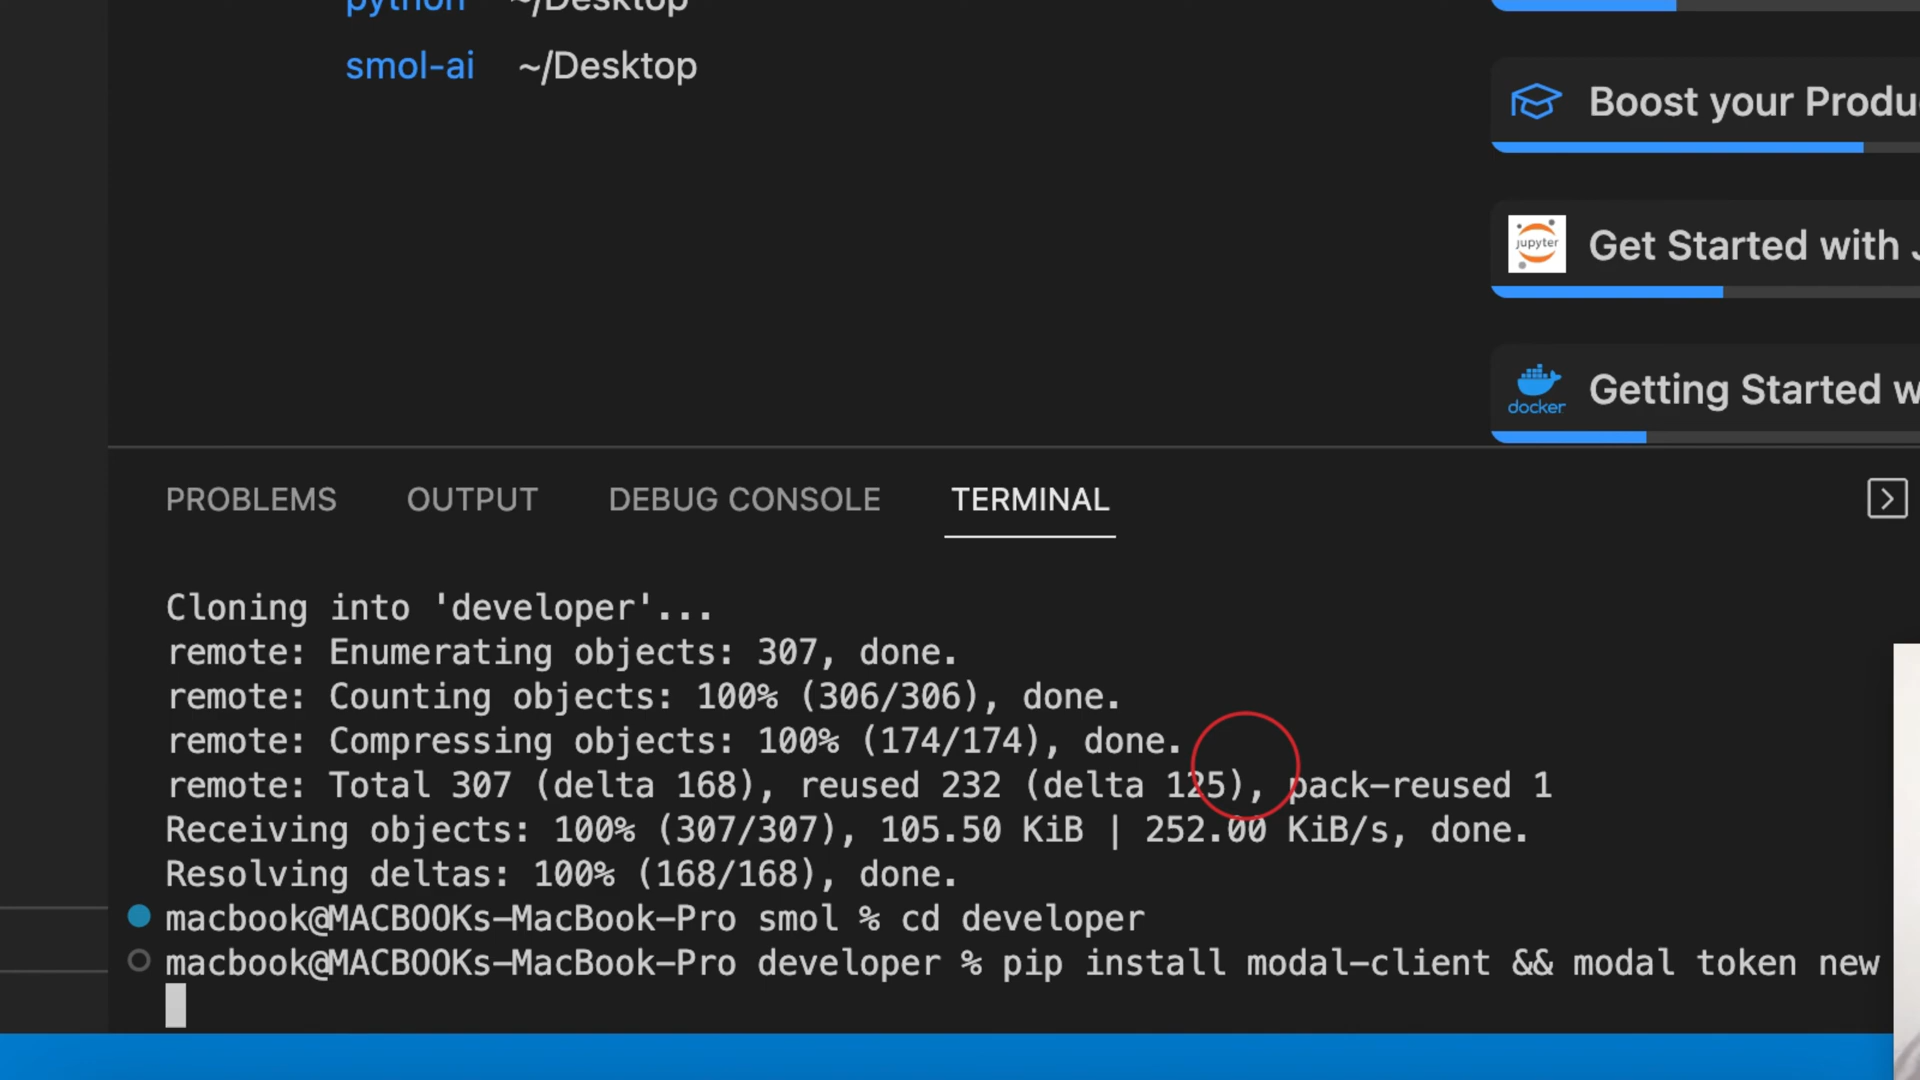 python ~/Desktop
smol-ai ~/Desktop
Boost your Produ
jupyter
Get Started with
docker
Getting Started w
PROBLEMS OUTPUT DEBUG CONSOLE TERMINAL
Cloning into 'developer'...
remote: Enumerating objects: 307, done.
remote: Counting objects: 100% (306/306), done.
remote: Compressing objects: 100% (174/174), done.
remote: Total 307 (delta 168), reused 232 (delta 125), pack-reused 1
Receiving objects: 100% (307/307), 105.50 KiB | 252.00 KiB/s, done.
Resolving deltas: 100% (168/168), done.
macbook@MACBOOKs-MacBook-Pro smol % cd developer
macbook@MACBOOKs-MacBook-Pro developer % pip install modal-client && modal token new